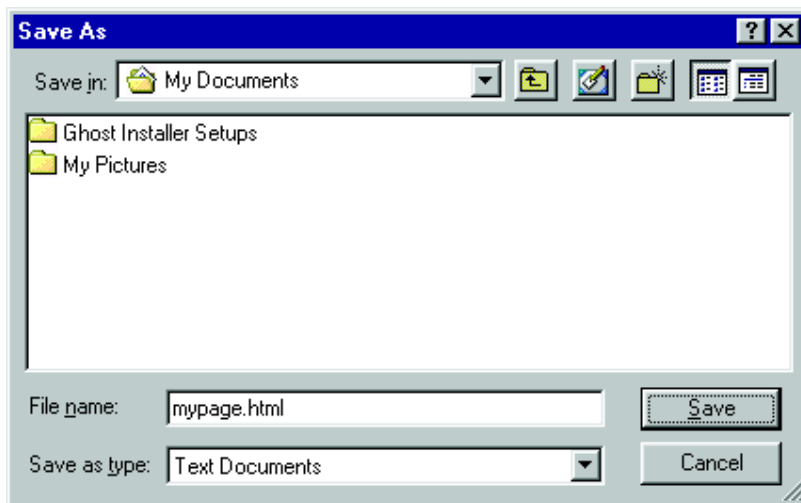 Save As
Save in: My Documents
Ghost Installer Setups
My Pictures
File name: mypage.html Save
Save as type: Text Documents Cancel